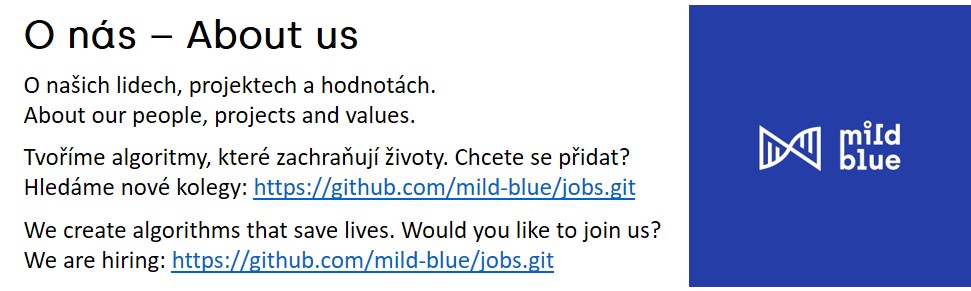 O nás – About us
O našich lidech, projektech a hodnotách.
About our people, projects and values.
Tvoříme algoritmy, které zachraňují životy. Chcete se přidat?
Hledáme nové kolegy: https://github.com/mild-blue/jobs.git
We create algorithms that save lives. Would you like to join us?
We are hiring: https://github.com/mild-blue/jobs.git
mild
blue